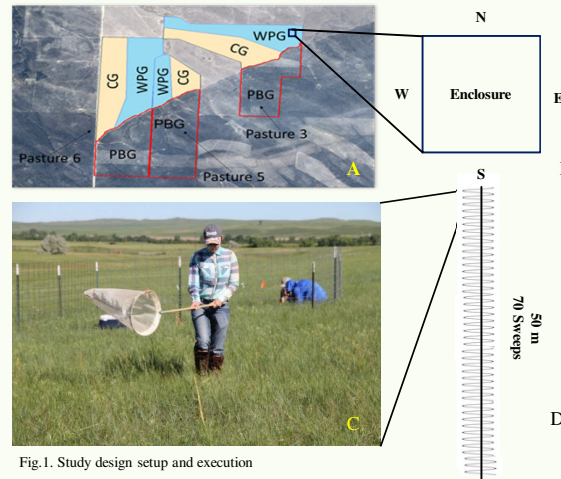 N
WPG
CG
CG
WPG
WPG
CG
W
Enclosure
E
PBG
PBG
Pasture 3
Pasture 6
PBG
Pasture 5
A
S
50 m
70 Sweeps
C
D
Fig.1. Study design setup and execution